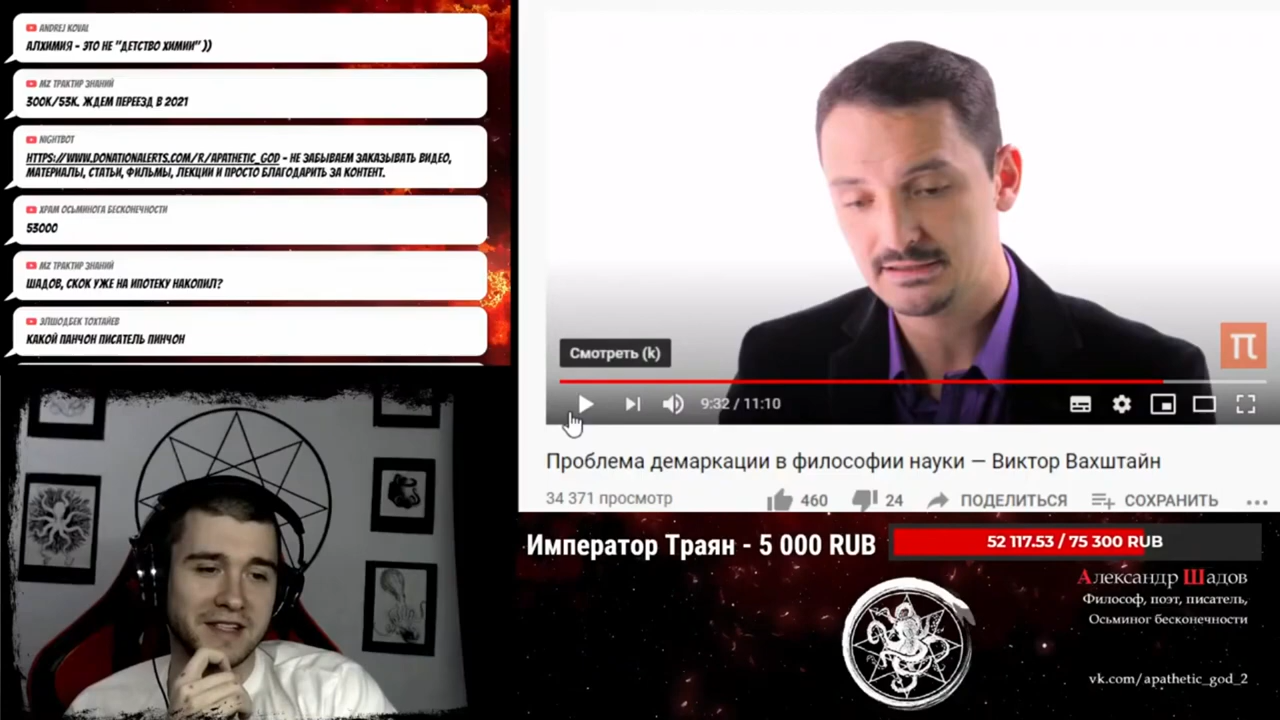 ANDREJ KOVAL
АЛХИМИЯ - ЭТО НЕ "ДЕТСТВО ХИМИИ" ))
MZ ТРАКТИР ЗНАНИЙ
300К/53К. ЖДЕМ ПЕРЕЕЗД В 2021
NIGHTBOT
HTTPS://WWW.DONATIONALERTS.COM/R/APATHETIC_GOD - НЕ ЗАБЫВАЕМ ЗАКАЗЫВАТЬ ВИДЕО,
МАТЕРИАЛЫ, СТАТЬИ, ФИЛЬМЫ, ЛЕКЦИИ И ПРОСТО БЛАГОДАРИТЬ ЗА КОНТЕНТ.
ХРАМ ОСЬМИНОГА БЕСКОНЕЧНОСТИ
53000
MZ ТРАКТИР ЗНАНИЙ
ШАДОВ, СКОК УЖЕ НА ИПОТЕКУ НАКОПИЛ?
ЭЛШОДБЕК ТОХТАЙЕВ
КАКОЙ ПАНЧОН ПИСАТЕЛЬ ПИНЧОН
π
Смотреть (k)
9:32 / 11:10
Проблема демаркации в философии науки — Виктор Вахштайн
34 371 просмотр
460
24
ПОДЕЛИТЬСЯ
СОХРАНИТЬ
Император Траян - 5 000 RUB
52 117.53 / 75 300 RUB
Александр Шадов
Философ, поэт, писатель,
Осьминог бесконечности
vk.com/apathetic_god_2